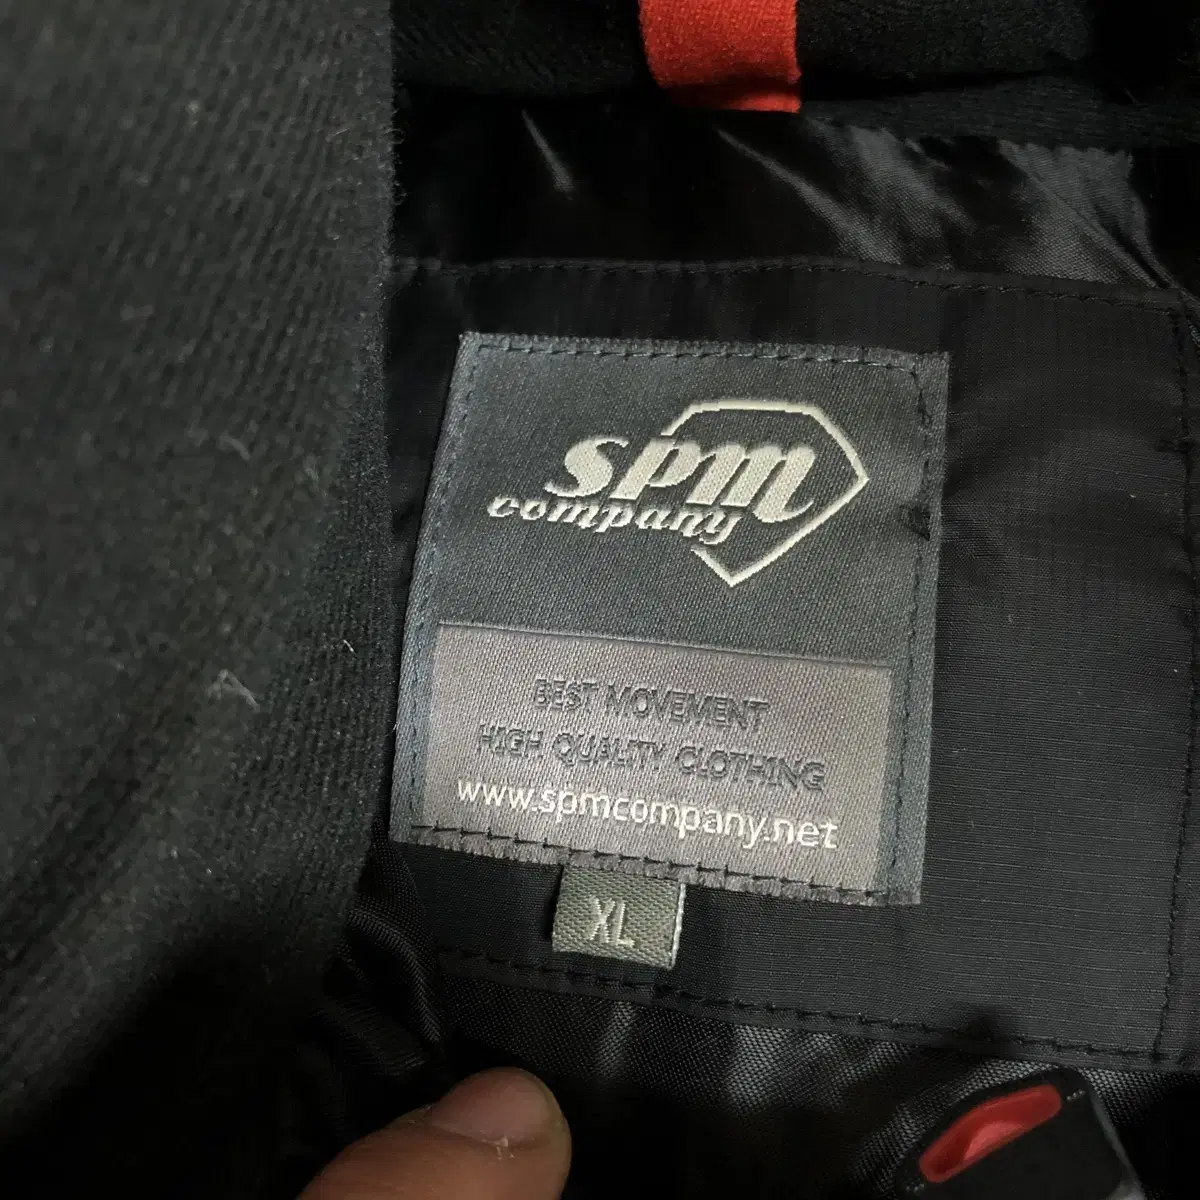 spm
company
BEST MOVEMENT
HIGH QUALITY CLOTHING
www.spmcompany.net
XL